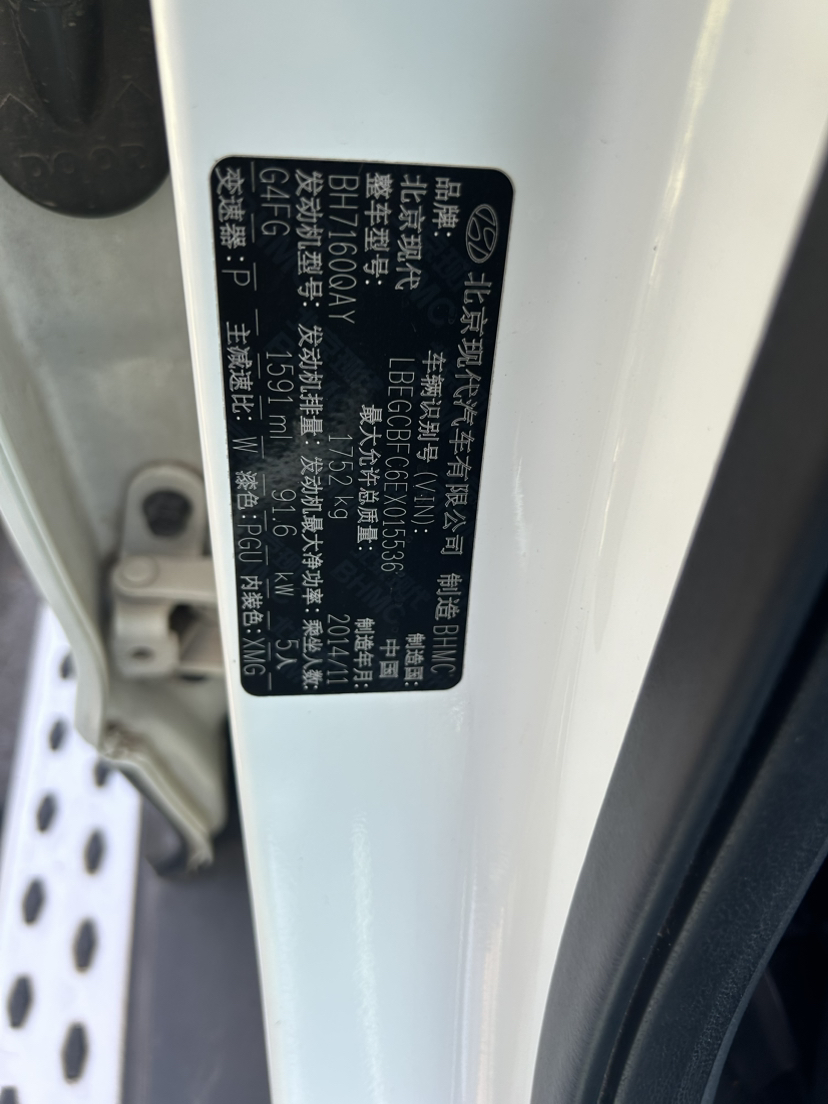 北京现代汽车有限公司 制造 BHMC
品牌: 车辆识别号(VIN): 制造国:
北京现代 LBEGCBFC6EX015536 中国
整车型号: 最大允许总质量: 制造年月:
BH7160QAY 1752 kg 2014/11
发动机型号: 发动机排量: 发动机最大净功率: 乘坐人数:
G4FG 1591 ml 91.6 kW 5人
变速器: P 主减速比: W 漆色: PGU 内装色: XMG